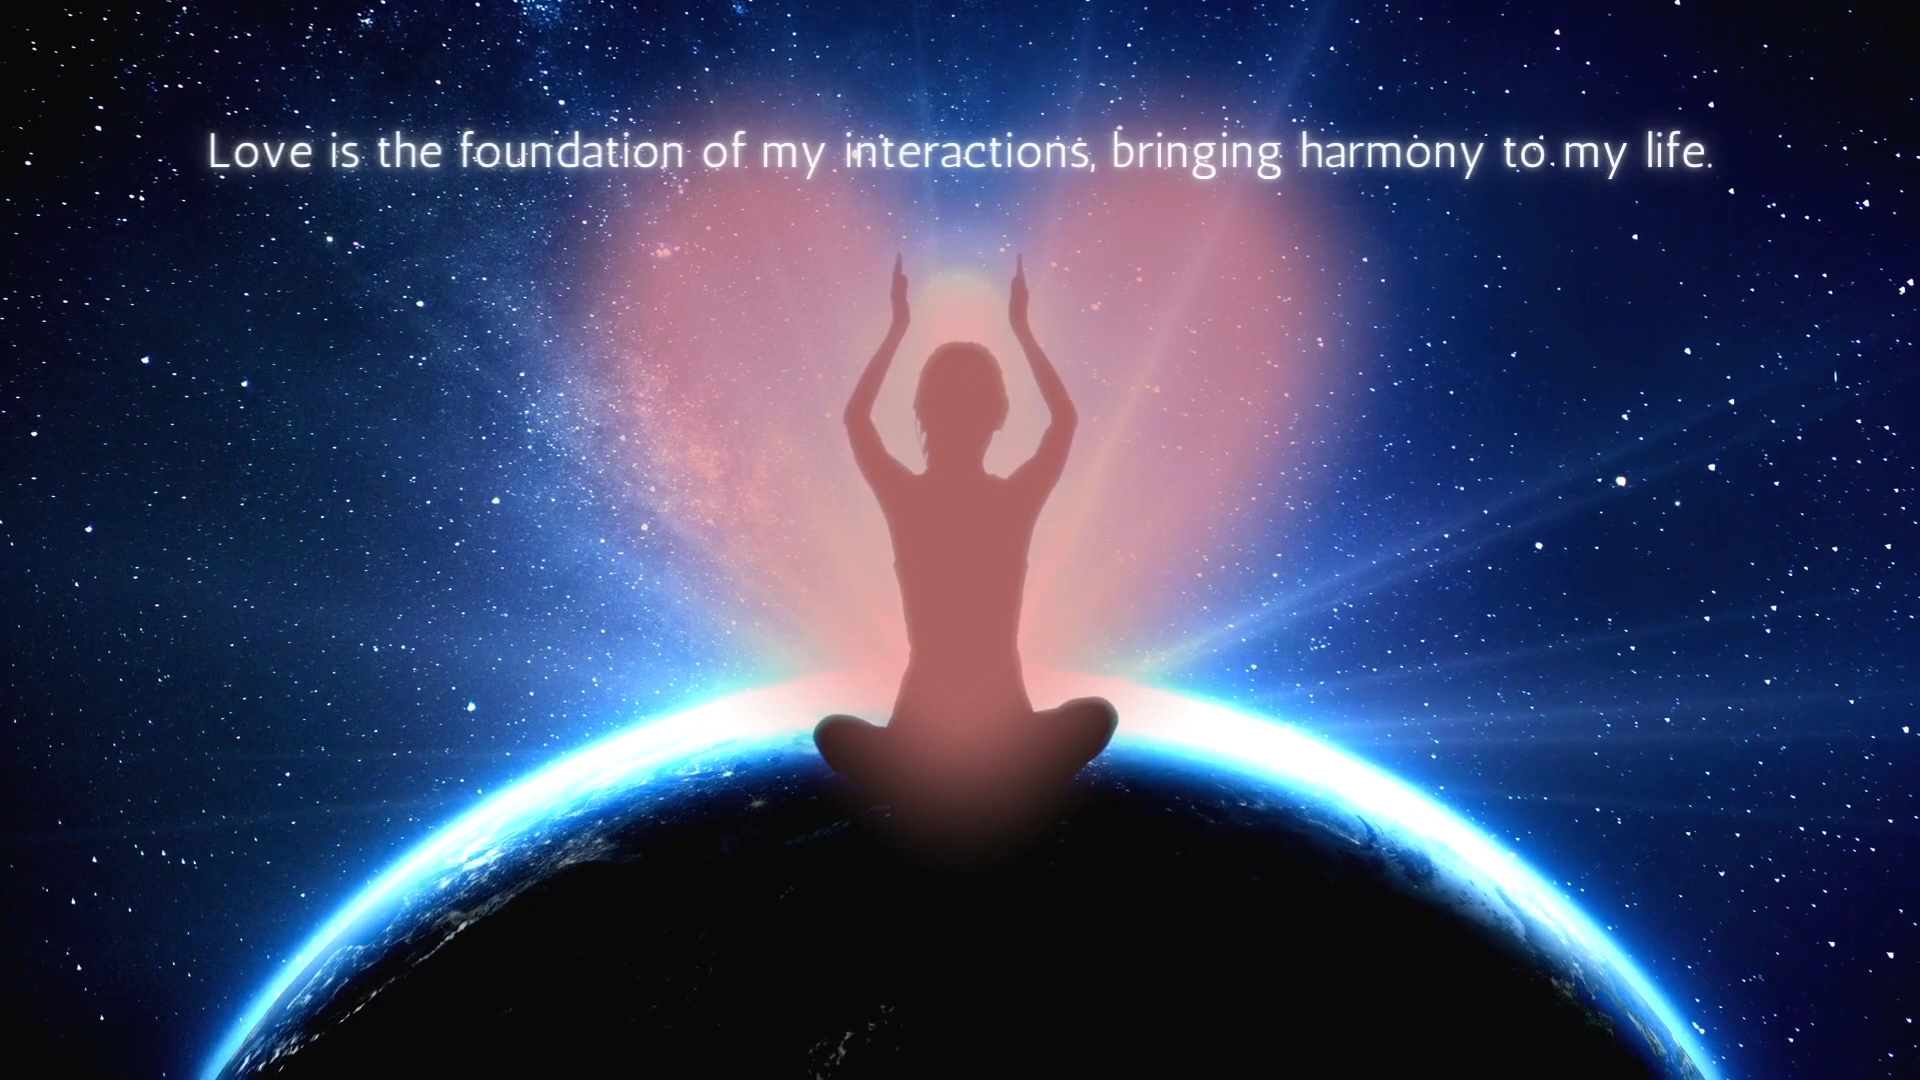 Love is the foundation of my interactions, bringing harmony to my life.